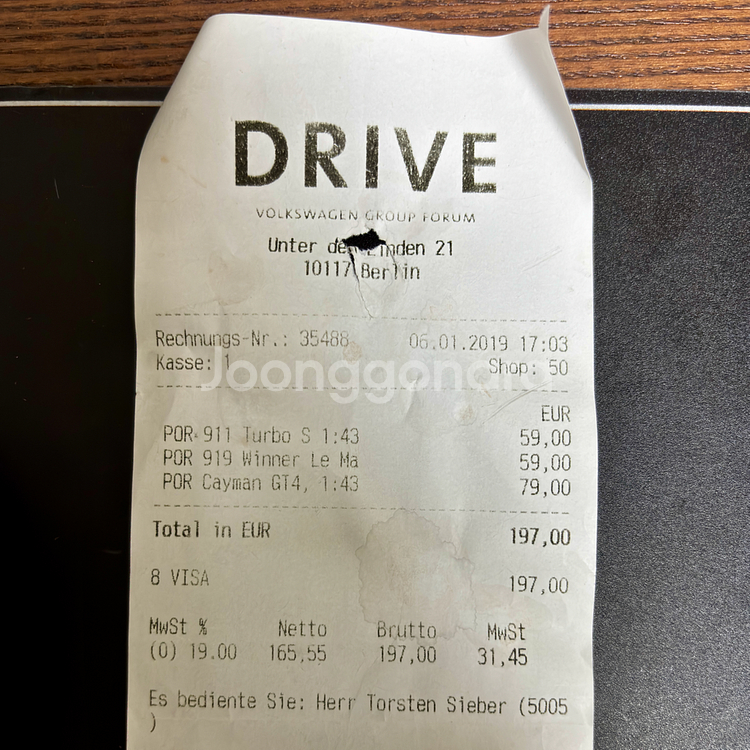 DRIVE
VOLKSWAGEN GROUP FORUM
Unter den Linden 21
10117 Berlin
Rechnungs-Nr.: 35488 06.01.2019 17:03
Kasse: 1 Shop: 50
Joonggonara
EUR
POR 911 Turbo S 1:43 59,00
POR 919 Winner Le Ma 59,00
POR Cayman GT4, 1:43 79,00
Total in EUR 197,00
8 VISA 197,00
MwSt % Netto Brutto MwSt
(0) 19.00 165,55 197,00 31,45
Es bediente Sie: Herr Torsten Sieber (5005
)